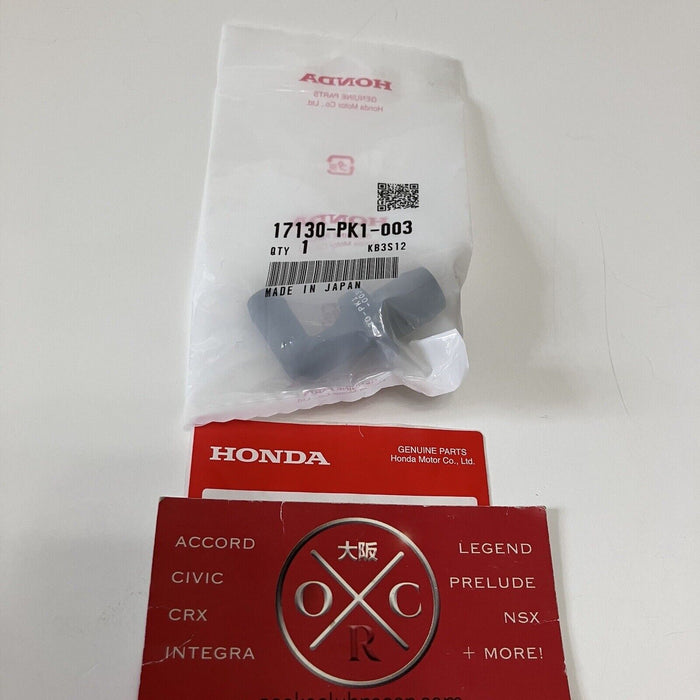 HONDA
GENUINE PARTS
Honda Motor Co., Ltd.
HONDA
17130-PK1-003
QTY 1 KB3S12
MADE IN JAPAN
HONDA
GENUINE PARTS
Honda Motor Co., Ltd.
ACCORD
CIVIC
CRX
INTEGRA
大阪
O C
R
LEGEND
PRELUDE
NSX
+ MORE!